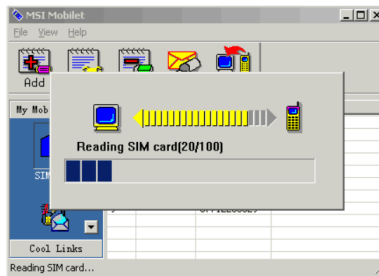 MSI Mobilet
File View Help
Add
My Mob
Reading SIM card(20/100)
SIM
Cool Links
Reading SIM card...